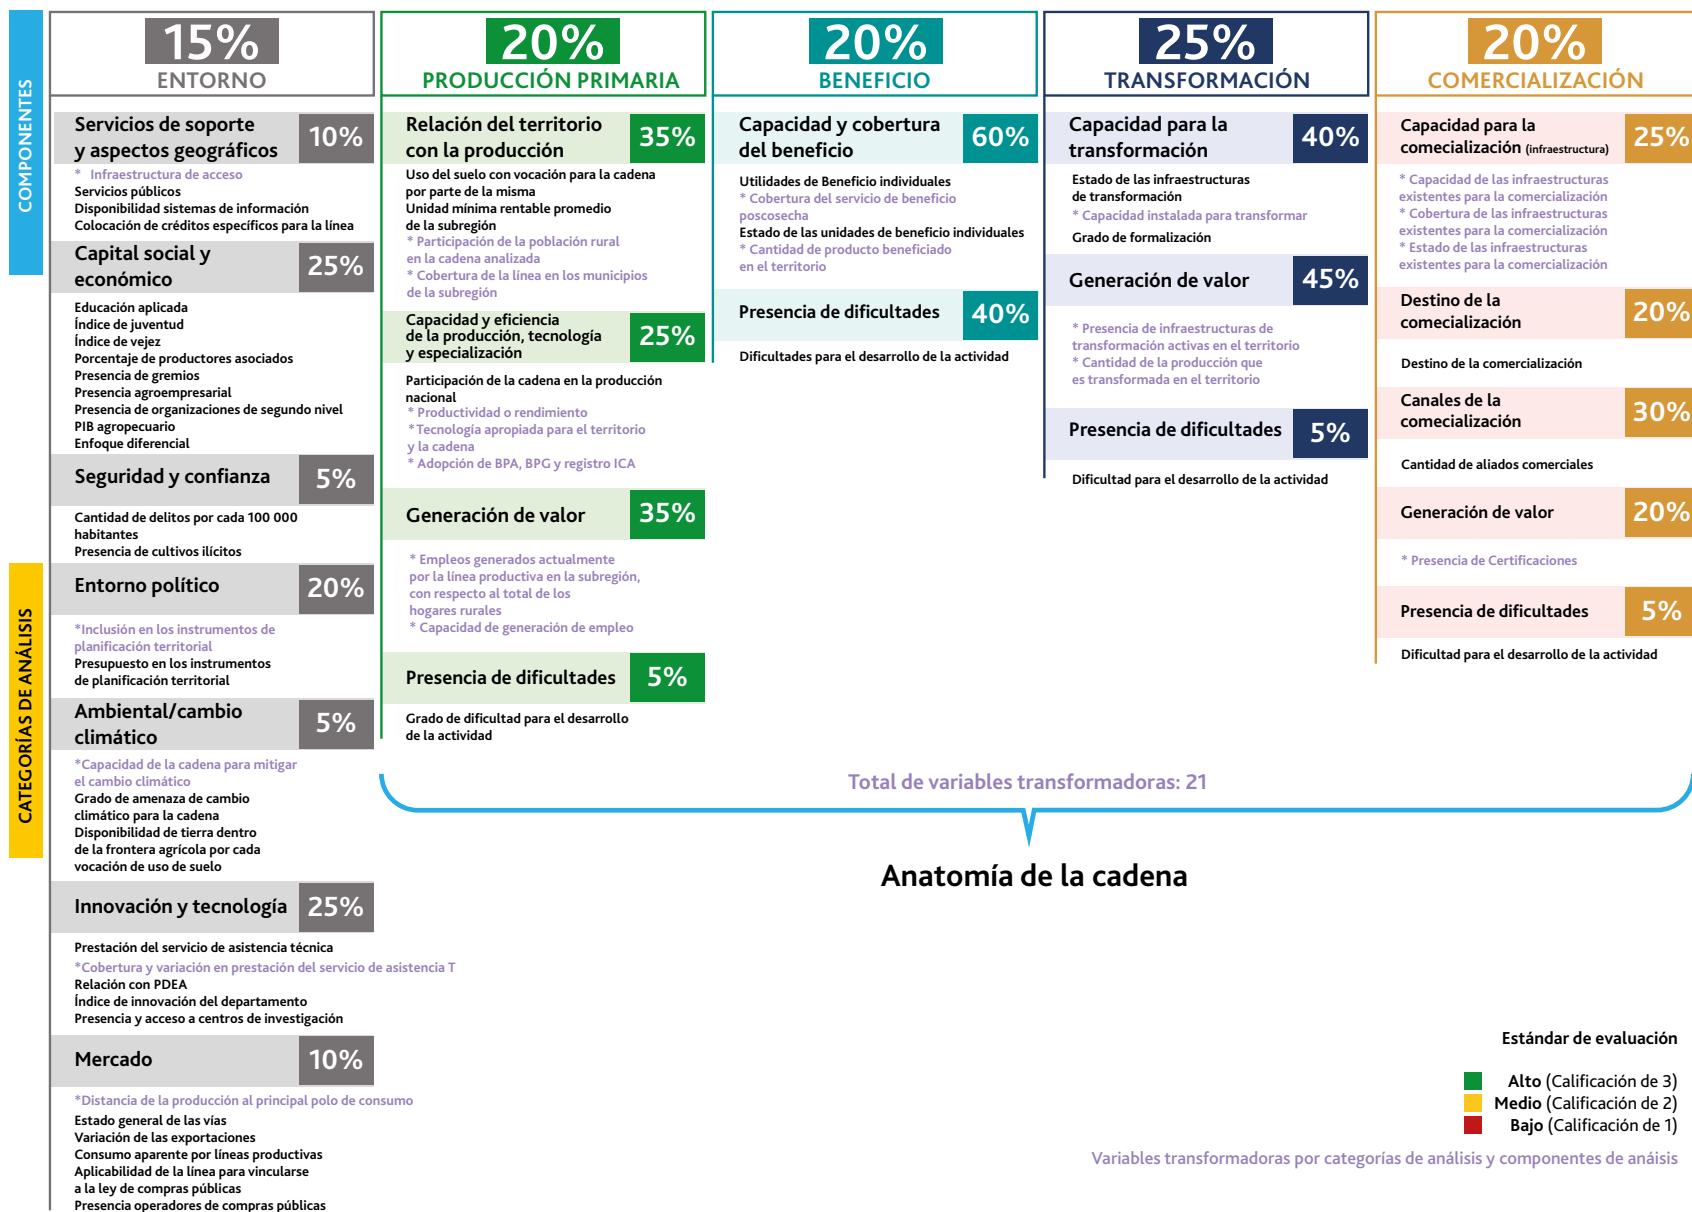 COMPONENTES
CATEGORÍAS DE ANÁLISIS
15%
ENTORNO
Servicios de soporte
y aspectos geográficos
10%
* Infraestructura de acceso
Servicios públicos
Disponibilidad sistemas de información
Colocación de créditos específicos para la línea
Capital social y
económico
25%
Educación aplicada
Índice de juventud
Índice de vejez
Porcentaje de productores asociados
Presencia de gremios
Presencia agroempresarial
Presencia de organizaciones de segundo nivel
PIB agropecuario
Enfoque diferencial
Seguridad y confianza
5%
Cantidad de delitos por cada 100 000
habitantes
Presencia de cultivos ilícitos
Entorno político
20%
*Inclusión en los instrumentos de
planificación territorial
Presupuesto en los instrumentos
de planificación territorial
Ambiental/cambio
climático
5%
*Capacidad de la cadena para mitigar
el cambio climático
Grado de amenaza de cambio
climático para la cadena
Disponibilidad de tierra dentro
de la frontera agrícola por cada
vocación de uso de suelo
Innovación y tecnología
25%
Prestación del servicio de asistencia técnica
*Cobertura y variación en prestación del servicio de asistencia T
Relación con PDEA
Índice de innovación del departamento
Presencia y acceso a centros de investigación
Mercado
10%
*Distancia de la producción al principal polo de consumo
Estado general de las vías
Variación de las exportaciones
Consumo aparente por líneas productivas
Aplicabilidad de la línea para vincularse
a la ley de compras públicas
Presencia operadores de compras públicas
20%
PRODUCCIÓN PRIMARIA
Relación del territorio
con la producción
35%
Uso del suelo con vocación para la cadena
por parte de la misma
Unidad mínima rentable promedio
de la subregión
* Participación de la población rural
en la cadena analizada
* Cobertura de la línea en los municipios
de la subregión
Capacidad y eficiencia
de la producción, tecnología
y especialización
25%
Participación de la cadena en la producción
nacional
* Productividad o rendimiento
* Tecnología apropiada para el territorio
y la cadena
* Adopción de BPA, BPG y registro ICA
Generación de valor
35%
* Empleos generados actualmente
por la línea productiva en la subregión,
con respecto al total de los
hogares rurales
* Capacidad de generación de empleo
Presencia de dificultades
5%
Grado de dificultad para el desarrollo
de la actividad
20%
BENEFICIO
Capacidad y cobertura
del beneficio
60%
Utilidades de Beneficio individuales
* Cobertura del servicio de beneficio
poscosecha
Estado de las unidades de beneficio individuales
* Cantidad de producto beneficiado
en el territorio
Presencia de dificultades
40%
Dificultades para el desarrollo de la actividad
25%
TRANSFORMACIÓN
Capacidad para la
transformación
40%
Estado de las infraestructuras
de transformación
* Capacidad instalada para transformar
Grado de formalización
Generación de valor
45%
* Presencia de infraestructuras de
transformación activas en el territorio
* Cantidad de la producción que
es transformada en el territorio
Presencia de dificultades
5%
Dificultad para el desarrollo de la actividad
20%
COMERCIALIZACIÓN
Capacidad para la
comecialización (infraestructura)
25%
* Capacidad de las infraestructuras
existentes para la comercialización
* Cobertura de las infraestructuras
existentes para la comercialización
* Estado de las infraestructuras
existentes para la comercialización
Destino de la
comecialización
20%
Destino de la comercialización
Canales de la
comecialización
30%
Cantidad de aliados comerciales
Generación de valor
20%
* Presencia de Certificaciones
Presencia de dificultades
5%
Dificultad para el desarrollo de la actividad
Total de variables transformadoras: 21
Anatomía de la cadena
Estándar de evaluación
Alto (Calificación de 3)
Medio (Calificación de 2)
Bajo (Calificación de 1)
Variables transformadoras por categorías de análisis y componentes de anáisis